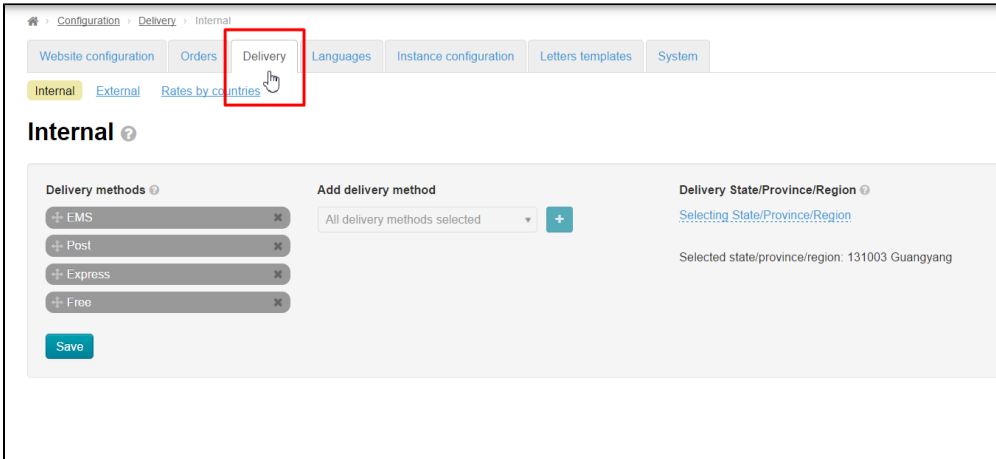 Configuration > Delivery > Internal
Website configuration Orders Delivery Languages Instance configuration Letters templates System
Internal External Rates by countries
Internal
Delivery methods Add delivery method Delivery State/Province/Region
EMS All delivery methods selected + Selecting State/Province/Region
Post
Selected state/province/region: 131003 Guangyang
Express
Free
Save